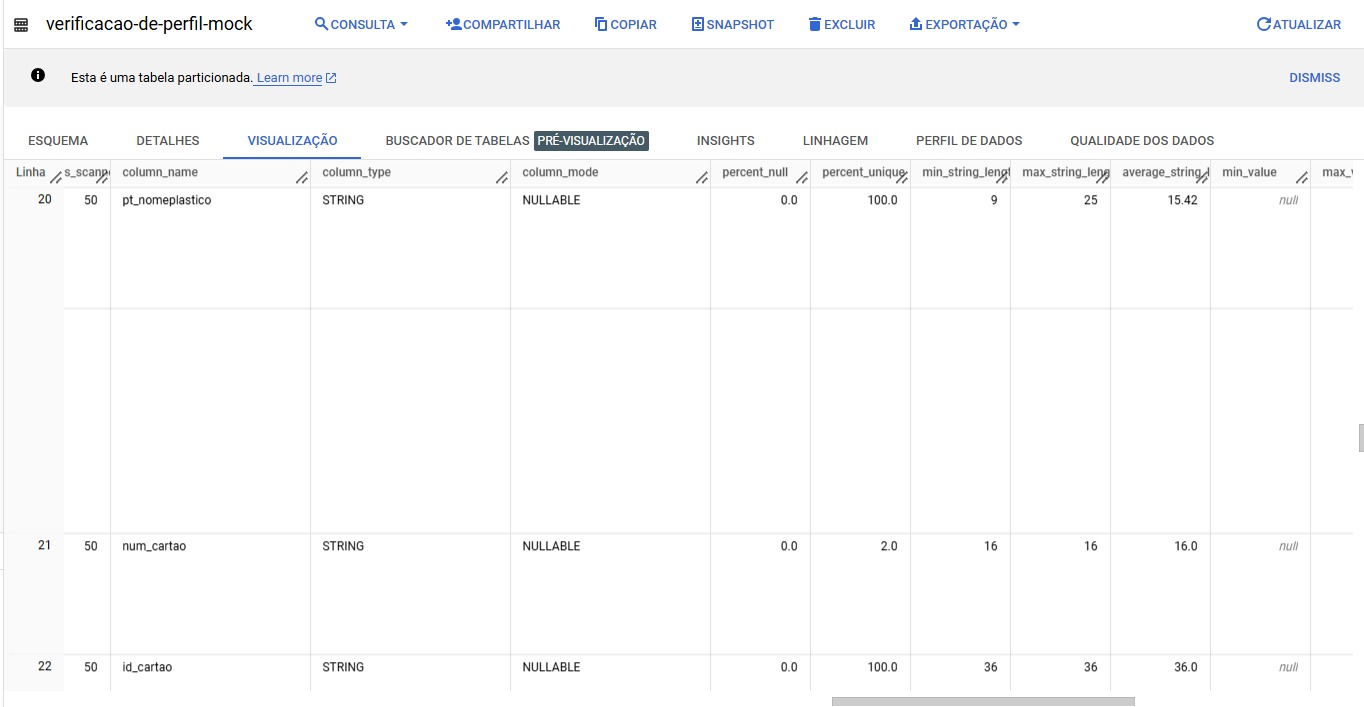 verificacao-de-perfil-mock CONSULTA COMPARTILHAR COPIAR SNAPSHOT EXCLUIR EXPORTAÇÃO ATUALIZAR
Esta é uma tabela particionada. Learn more DISMISS
ESQUEMA DETALHES VISUALIZAÇÃO BUSCADOR DE TABELAS PRÉ-VISUALIZAÇÃO INSIGHTS LINHAGEM PERFIL DE DADOS QUALIDADE DOS DADOS
Linha s_scann column_name column_type column_mode percent_null percent_unique min_string_lengt max_string_leng average_string_l min_value max_v
20 50 pt_nomeplastico STRING NULLABLE 0.0 100.0 9 25 15.42 null
21 50 num_cartao STRING NULLABLE 0.0 2.0 16 16 16.0 null
22 50 id_cartao STRING NULLABLE 0.0 100.0 36 36 36.0 null